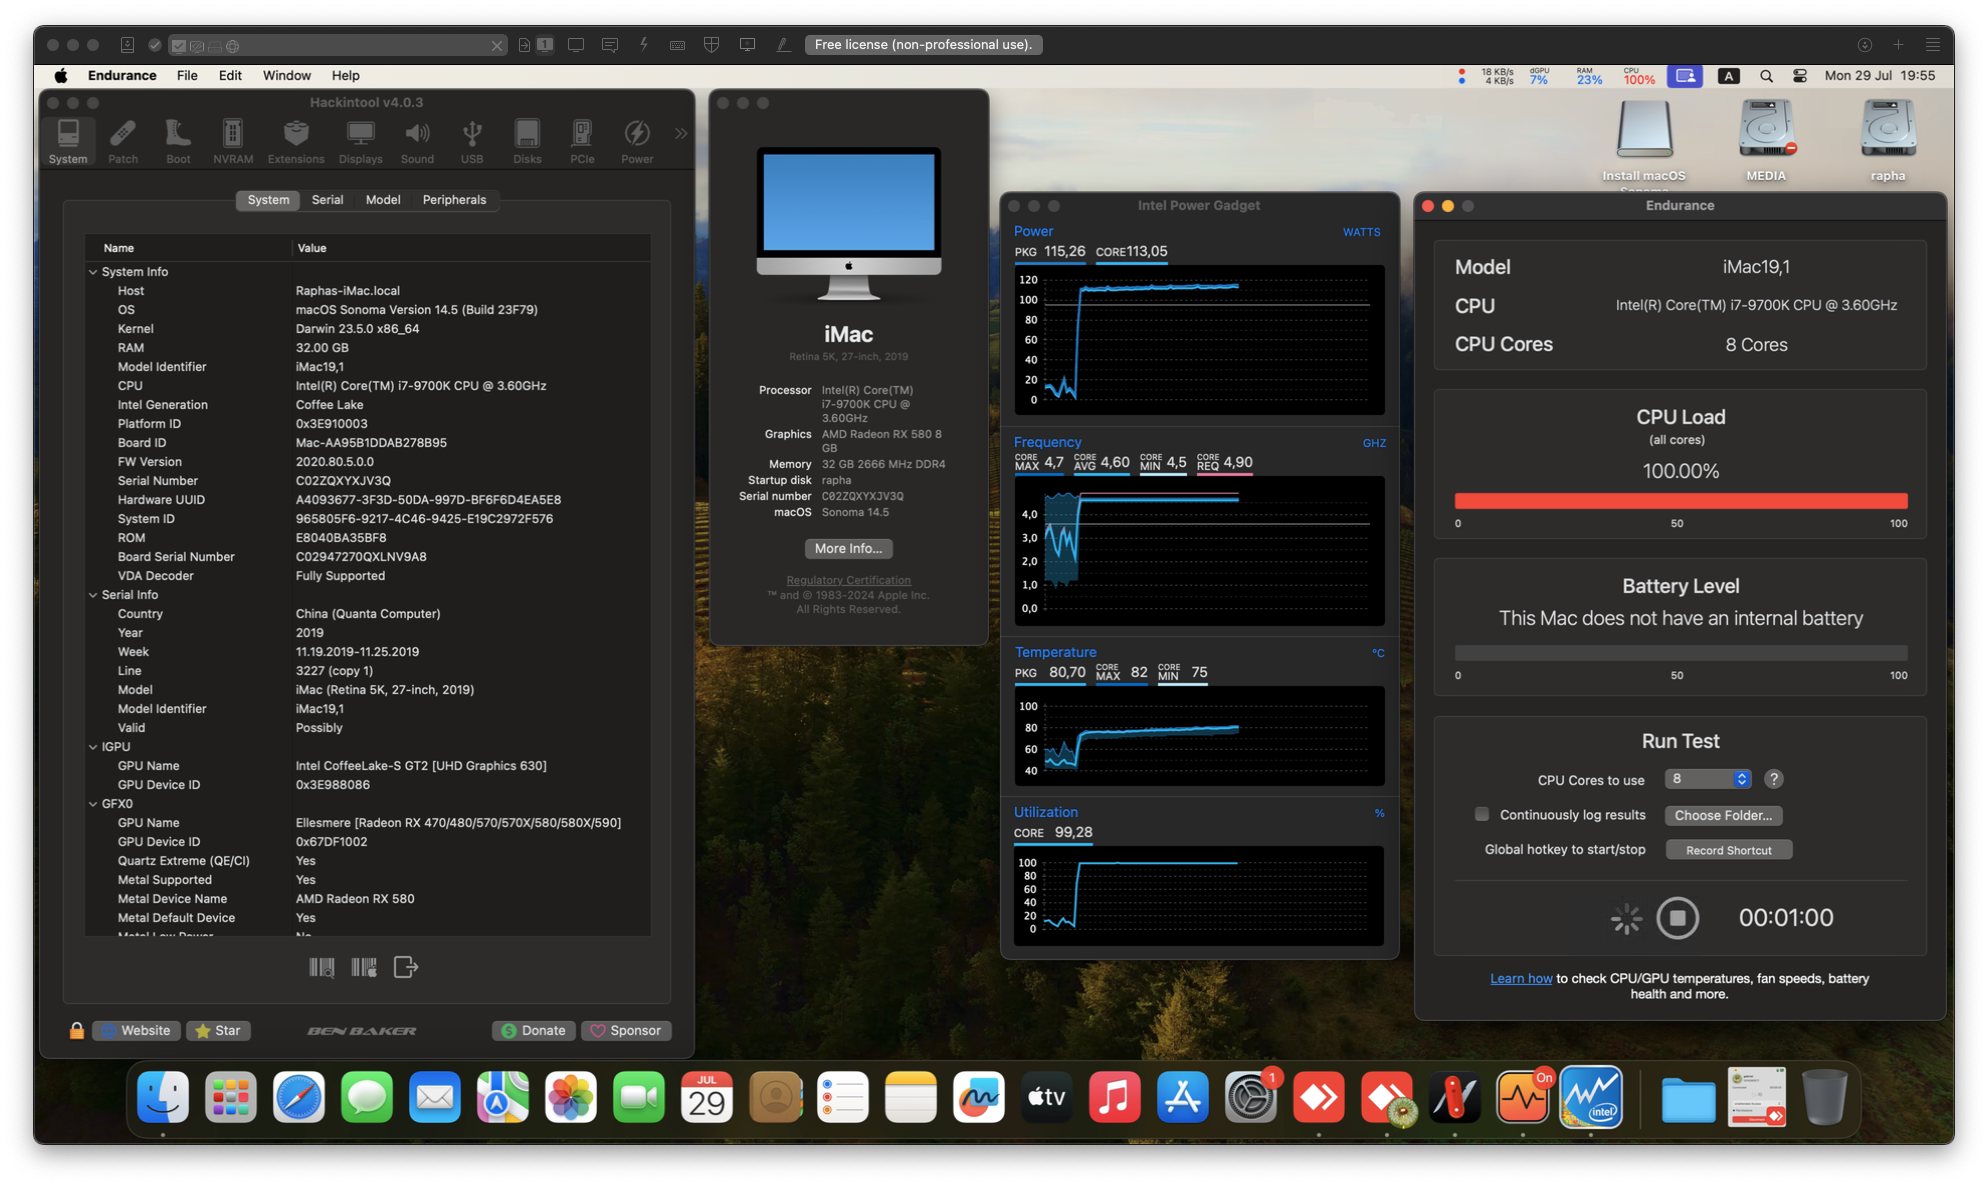 1
Free license (non-professional use).
Endurance File Edit Window Help
18 KB/s
4 KB/s
dGPU
7%
RAM
23%
CPU
100%
A
Mon 29 Jul 19:55
Install macOS
MEDIA
rapha
Hackintool v4.0.3
System Patch Boot NVRAM Extensions Displays Sound USB Disks PCIe Power
System Serial Model Peripherals
Name Value
System Info
Host Raphas-iMac.local
OS macOS Sonoma Version 14.5 (Build 23F79)
Kernel Darwin 23.5.0 x86_64
RAM 32.00 GB
Model Identifier iMac19,1
CPU Intel(R) Core(TM) i7-9700K CPU @ 3.60GHz
Intel Generation Coffee Lake
Platform ID 0x3E910003
Board ID Mac-AA95B1DDAB278B95
FW Version 2020.80.5.0.0
Serial Number C02ZQXYXJV3Q
Hardware UUID A4093677-3F3D-50DA-997D-BF6F6D4EA5E8
System ID 965805F6-9217-4C46-9425-E19C2972F576
ROM E8040BA35BF8
Board Serial Number C02947270QXLNV9A8
VDA Decoder Fully Supported
Serial Info
Country China (Quanta Computer)
Year 2019
Week 11.19.2019-11.25.2019
Line 3227 (copy 1)
Model iMac (Retina 5K, 27-inch, 2019)
Model Identifier iMac19,1
Valid Possibly
IGPU
GPU Name Intel CoffeeLake-S GT2 [UHD Graphics 630]
GPU Device ID 0x3E988086
GFX0
GPU Name Ellesmere [Radeon RX 470/480/570/570X/580/580X/590]
GPU Device ID 0x67DF1002
Quartz Extreme (QE/CI) Yes
Metal Supported Yes
Metal Device Name AMD Radeon RX 580
Metal Default Device Yes
Website Star BEN BAKER Donate Sponsor
iMac
Retina 5K, 27-inch, 2019
Processor Intel(R) Core(TM)
i7-9700K CPU @
3.60GHz
Graphics AMD Radeon RX 580 8
GB
Memory 32 GB 2666 MHz DDR4
Startup disk rapha
Serial number C02ZQXYXJV3Q
macOS Sonoma 14.5
More Info...
Regulatory Certification
™ and © 1983-2024 Apple Inc.
All Rights Reserved.
Intel Power Gadget
Power WATTS
PKG 115,26 CORE 113,05
120
100
80
60
40
20
0
Frequency GHZ
CORE MAX 4,7 CORE AVG 4,60 CORE MIN 4,5 CORE REQ 4,90
4,0
3,0
2,0
1,0
0,0
Temperature °C
PKG 80,70 CORE MAX 82 CORE MIN 75
100
80
60
40
Utilization %
CORE 99,28
100
80
60
40
20
0
Endurance
Model iMac19,1
CPU Intel(R) Core(TM) i7-9700K CPU @ 3.60GHz
CPU Cores 8 Cores
CPU Load
(all cores)
100.00%
0 50 100
Battery Level
This Mac does not have an internal battery
0 50 100
Run Test
CPU Cores to use 8 ?
Continuously log results Choose Folder...
Global hotkey to start/stop Record Shortcut
00:01:00
Learn how to check CPU/GPU temperatures, fan speeds, battery
health and more.
JUL
29
tv
1
On
intel